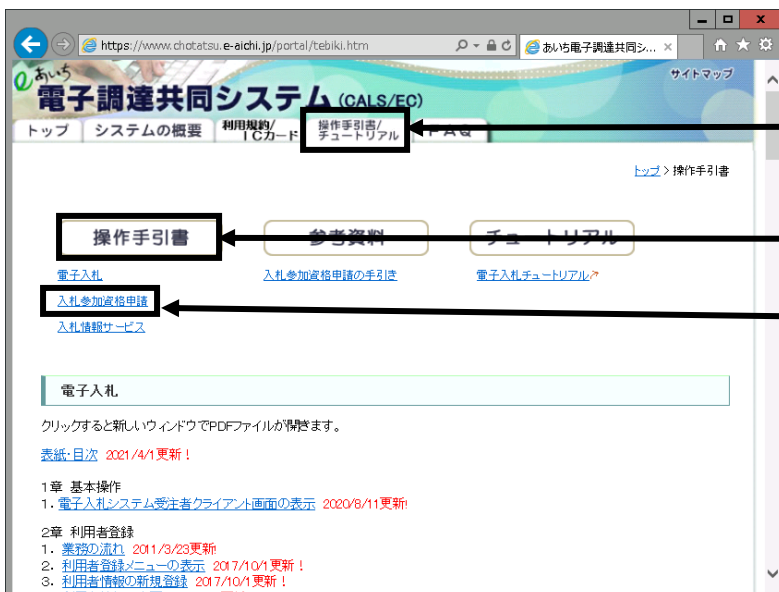 https://www.chotatsu.e-aichi.jp/portal/tebiki.htm
あいち電子調達共同シ...
あいち
電子調達共同システム (CALS/EC)
サイトマップ
トップ
システムの概要
利用規約/
ICカード
操作手引書/
チュートリアル
FAQ
トップ > 操作手引書
操作手引書
参考資料
チュートリアル
電子入札
入札参加資格申請の手引き
電子入札チュートリアル
入札参加資格申請
入札情報サービス
電子入札
クリックすると新しいウィンドウでPDFファイルが開きます。
表紙・目次 2021/4/1更新!
1章 基本操作
1. 電子入札システム受注者クライアント画面の表示 2020/8/11更新!
2章 利用者登録
1. 業務の流れ 2011/3/23更新!
2. 利用者登録メニューの表示 2017/10/1更新!
3. 利用者情報の新規登録 2017/10/1更新!